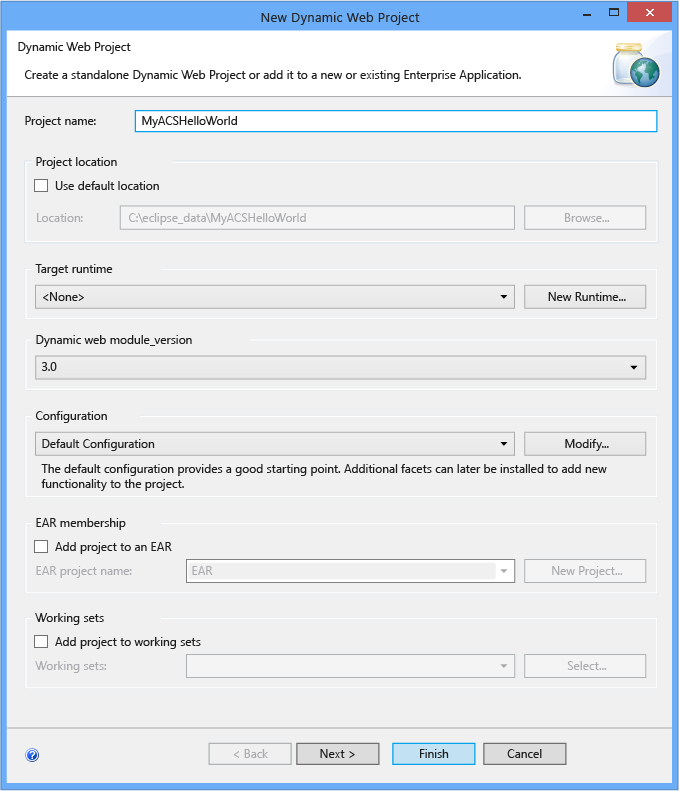 New Dynamic Web Project
Dynamic Web Project
Create a standalone Dynamic Web Project or add it to a new or existing Enterprise Application.
Project name: MyACSHelloWorld
Project location
Use default location
Location: C:\eclipse_data\MyACSHelloWorld Browse...
Target runtime
<None> New Runtime...
Dynamic web module_version
3.0
Configuration
Default Configuration Modify...
The default configuration provides a good starting point. Additional facets can later be installed to add new
functionality to the project.
EAR membership
Add project to an EAR
EAR project name: EAR New Project...
Working sets
Add project to working sets
Working sets: Select...
? < Back Next > Finish Cancel